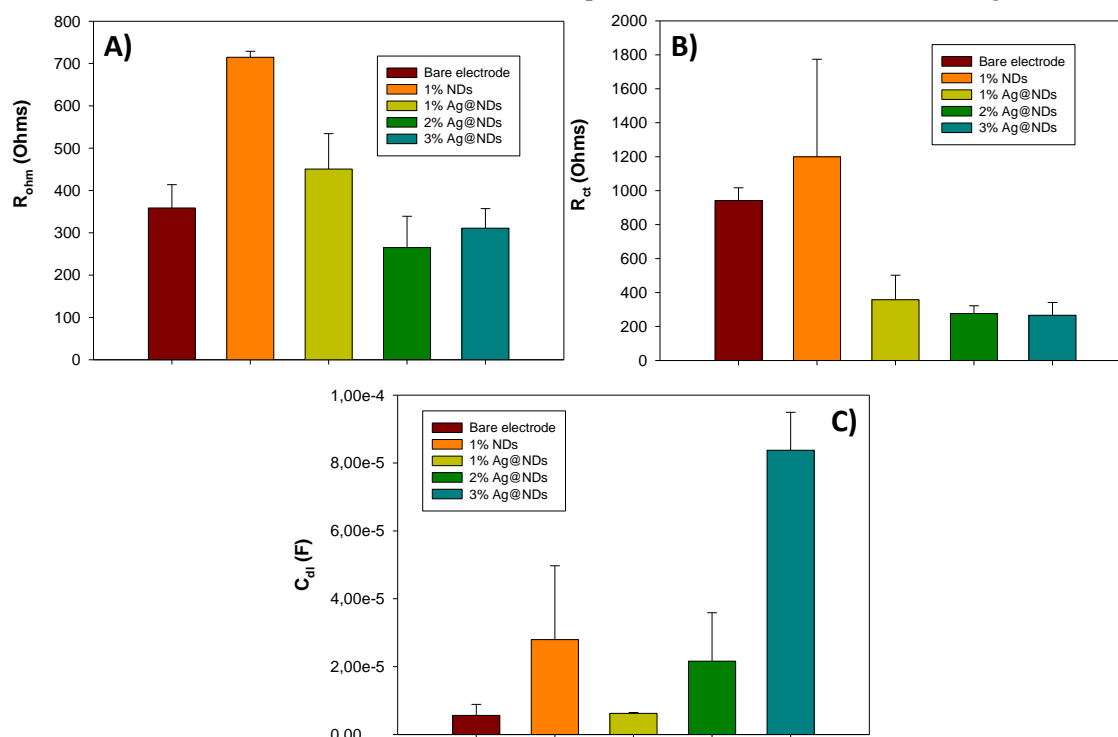 A)
800
700
600
500
400
300
200
100
0
R_ohm (Ohms)
Bare electrode
1% NDs
1% Ag@NDs
2% Ag@NDs
3% Ag@NDs
B)
2000
1800
1600
1400
1200
1000
800
600
400
200
0
R_ct (Ohms)
Bare electrode
1% NDs
1% Ag@NDs
2% Ag@NDs
3% Ag@NDs
C)
1,00e-4
8,00e-5
6,00e-5
4,00e-5
2,00e-5
0,00
C_dl (F)
Bare electrode
1% NDs
1% Ag@NDs
2% Ag@NDs
3% Ag@NDs